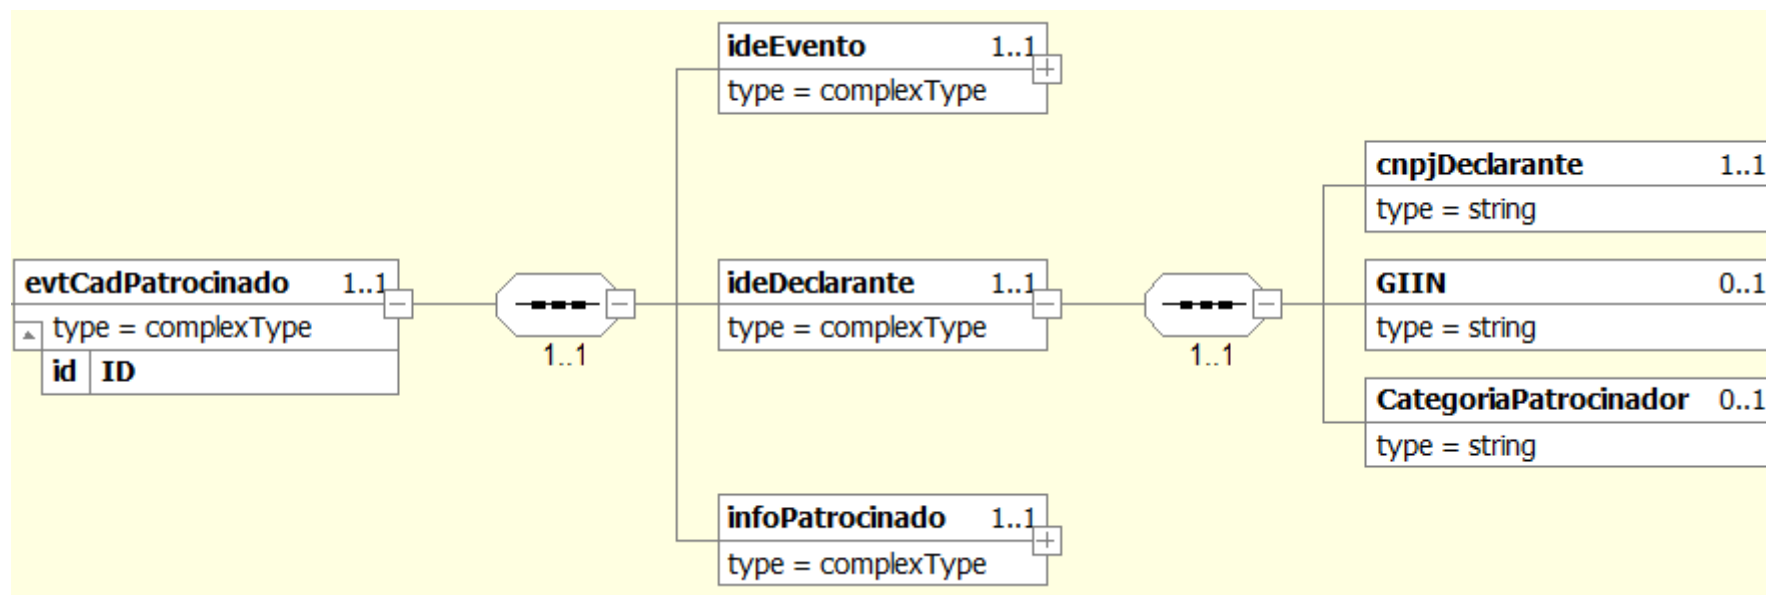 ideEvento 1..1
type = complexType
cnpjDeclarante 1..1
type = string
evtCadPatrocinado 1..1
type = complexType
id ID
1..1
ideDeclarante 1..1
type = complexType
1..1
GIIN 0..1
type = string
CategoriaPatrocinador 0..1
type = string
infoPatrocinado 1..1
type = complexType